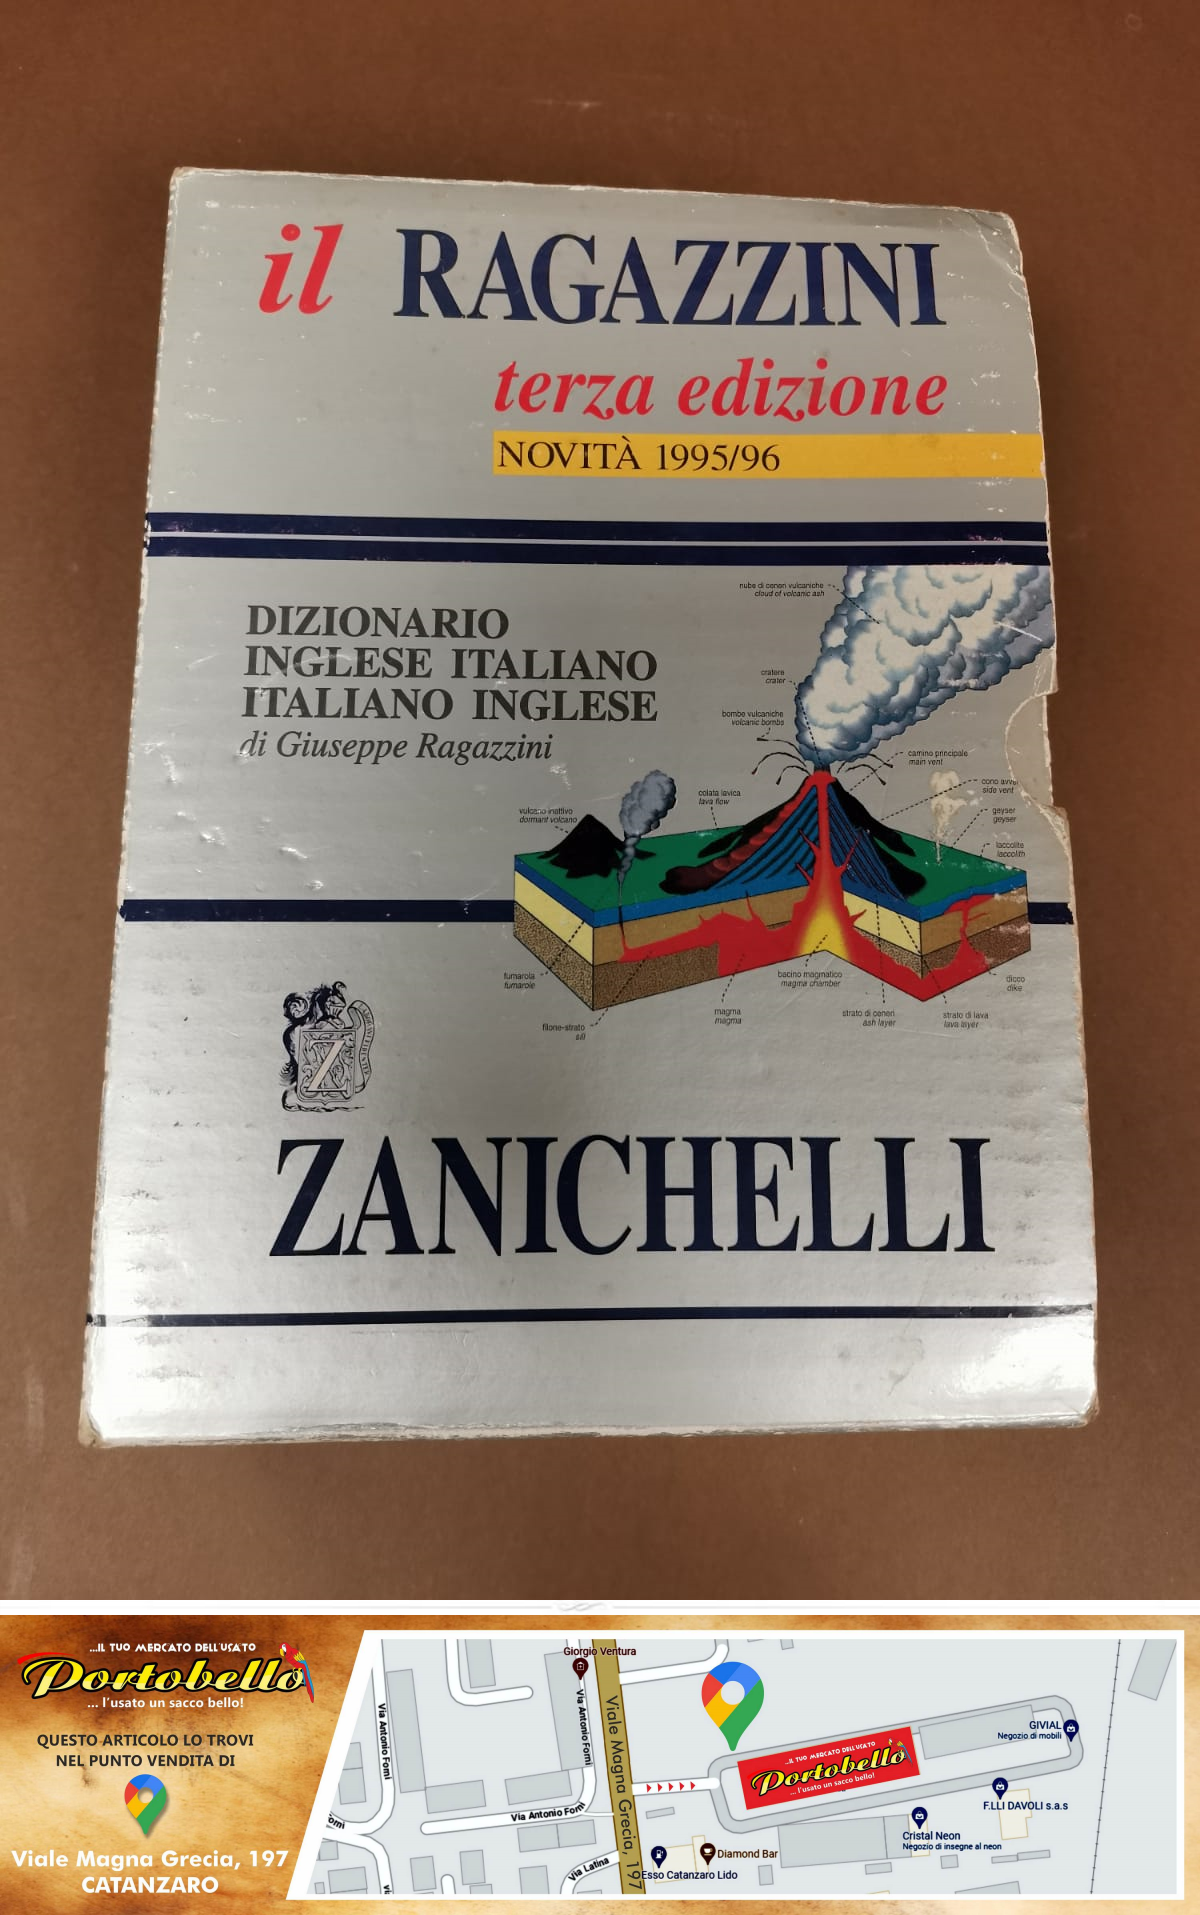 il RAGAZZINI
terza edizione
NOVITÀ 1995/96
DIZIONARIO
INGLESE ITALIANO
ITALIANO INGLESE
di Giuseppe Ragazzini
nube di ceneri vulcaniche
cloud of volcanic ash
cratere
crater
bombe vulcaniche
volcanic bombs
camino principale
main vent
cono avve
side vent
colata lavica
lava flow
geyser
geyser
vulcano inattivo
dormant volcano
laccolite
laccolith
fumarola
fumarole
bacino magmatico
magma chamber
dicco
dike
magma
magma
strato di ceneri
ash layer
strato di lava
lava layer
filone-strato
sill
Z
ZANICHELLI
...IL TUO MERCATO DELL'USATO
Portobello
... l'usato un sacco bello!
QUESTO ARTICOLO LO TROVI
NEL PUNTO VENDITA DI
Viale Magna Grecia, 197
CATANZARO
Giorgio Ventura
Via Antonio Forni
Via Antonio Forni
Viale Magna Grecia, 197
...IL TUO MERCATO DELL'USATO
Portobello
... l'usato un sacco bello!
GIVIAL
Negozio di mobili
F.LLI DAVOLI s.a.s
Via Antonio Forni
Cristal Neon
Negozio di insegne al neon
Diamond Bar
Esso Catanzaro Lido
Via Latina